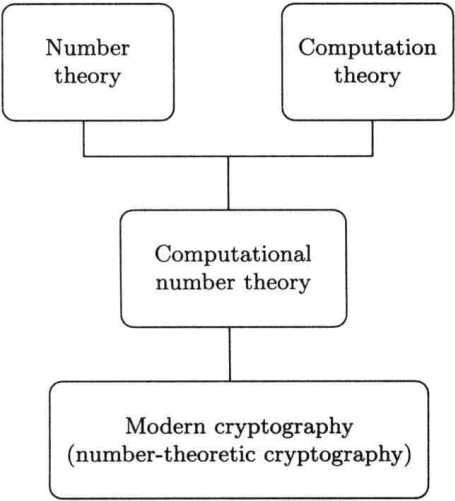 Number
theory
Computation
theory
Computational
number theory
Modern cryptography
(number-theoretic cryptography)